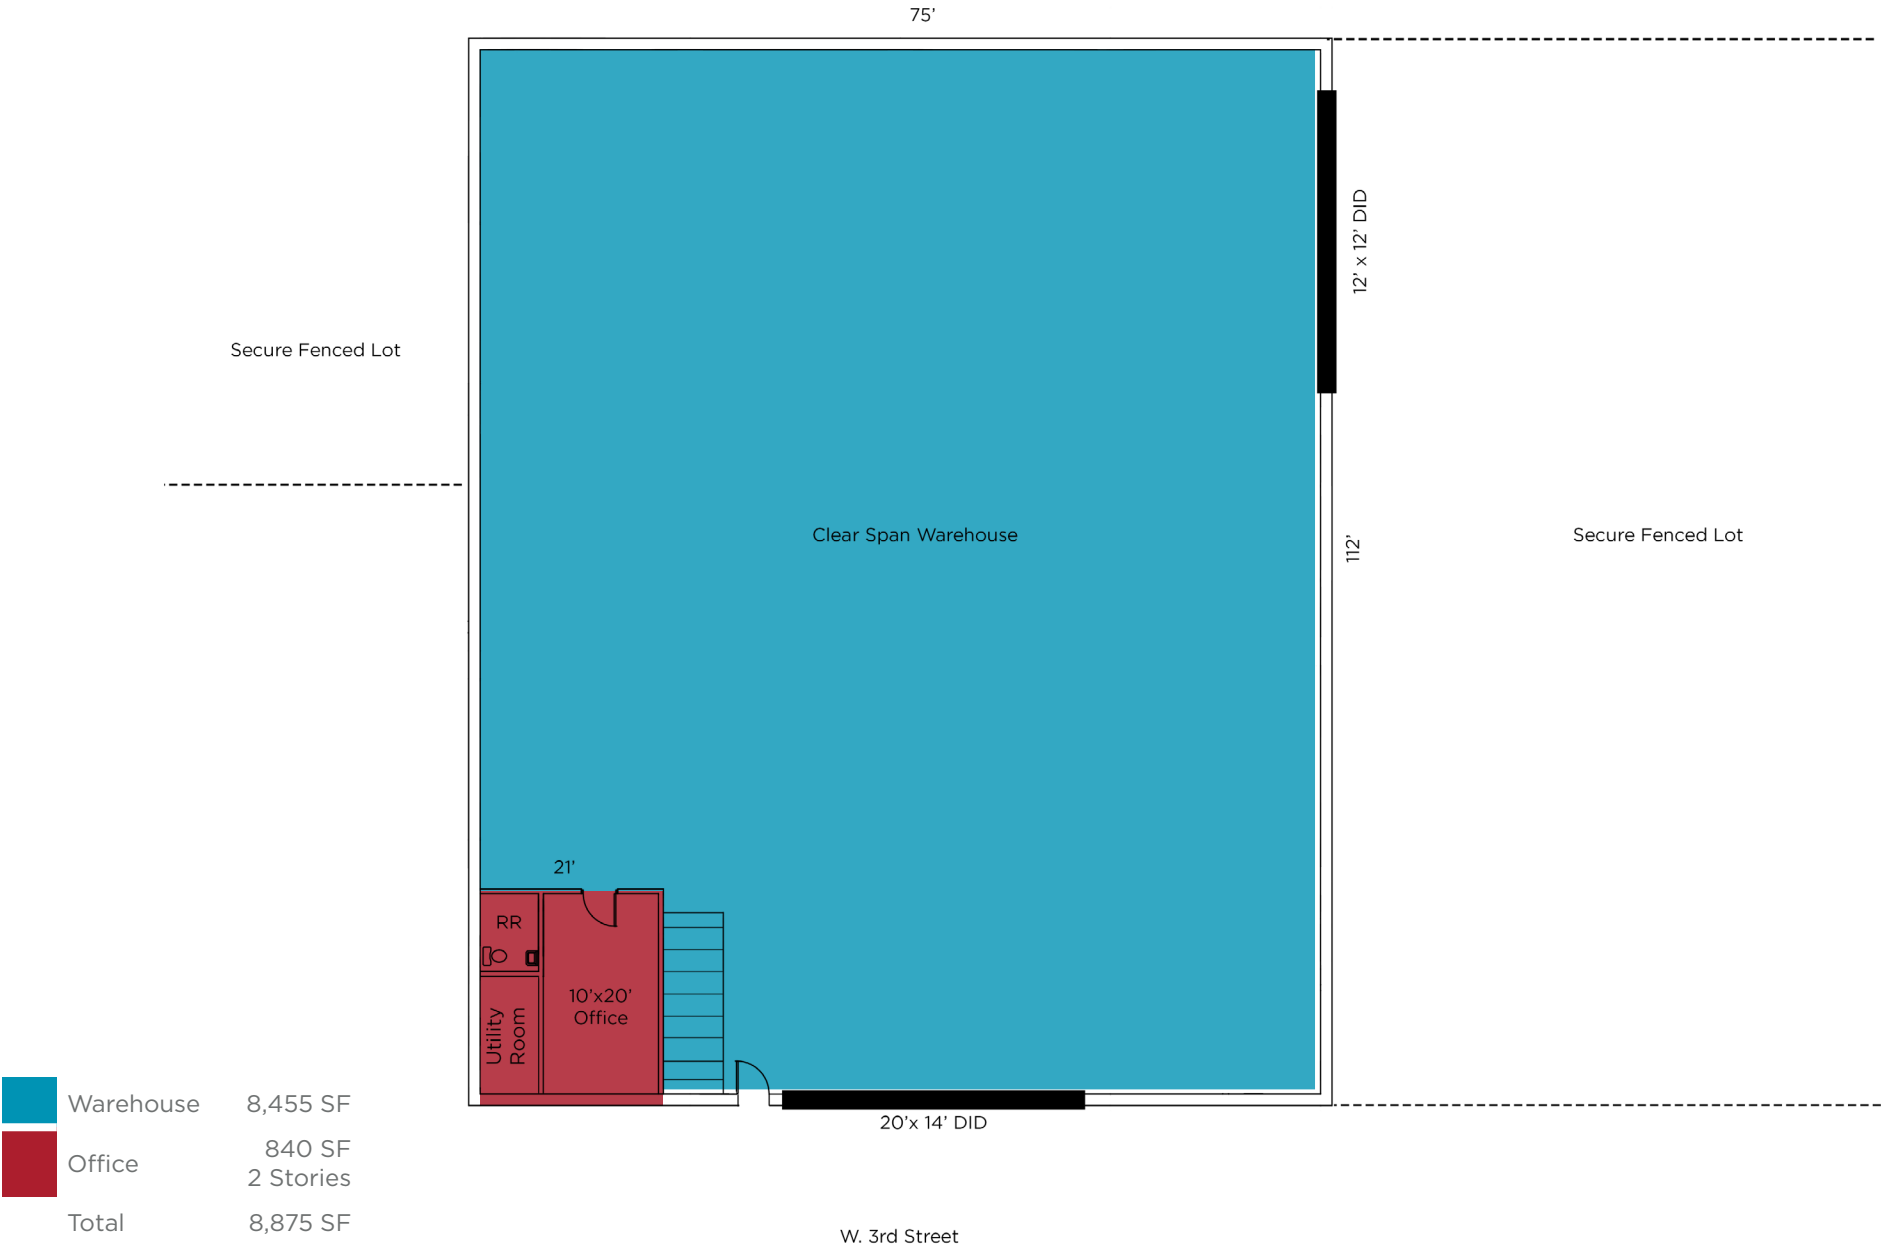 75’
12’ x 12’ DID
Secure Fenced Lot
Clear Span Warehouse
112’
Secure Fenced Lot
21’
RR
10’x20’
Office
Utility
Room
20’x 14’ DID
Warehouse 8,455 SF
Office 840 SF
2 Stories
Total 8,875 SF
W. 3rd Street